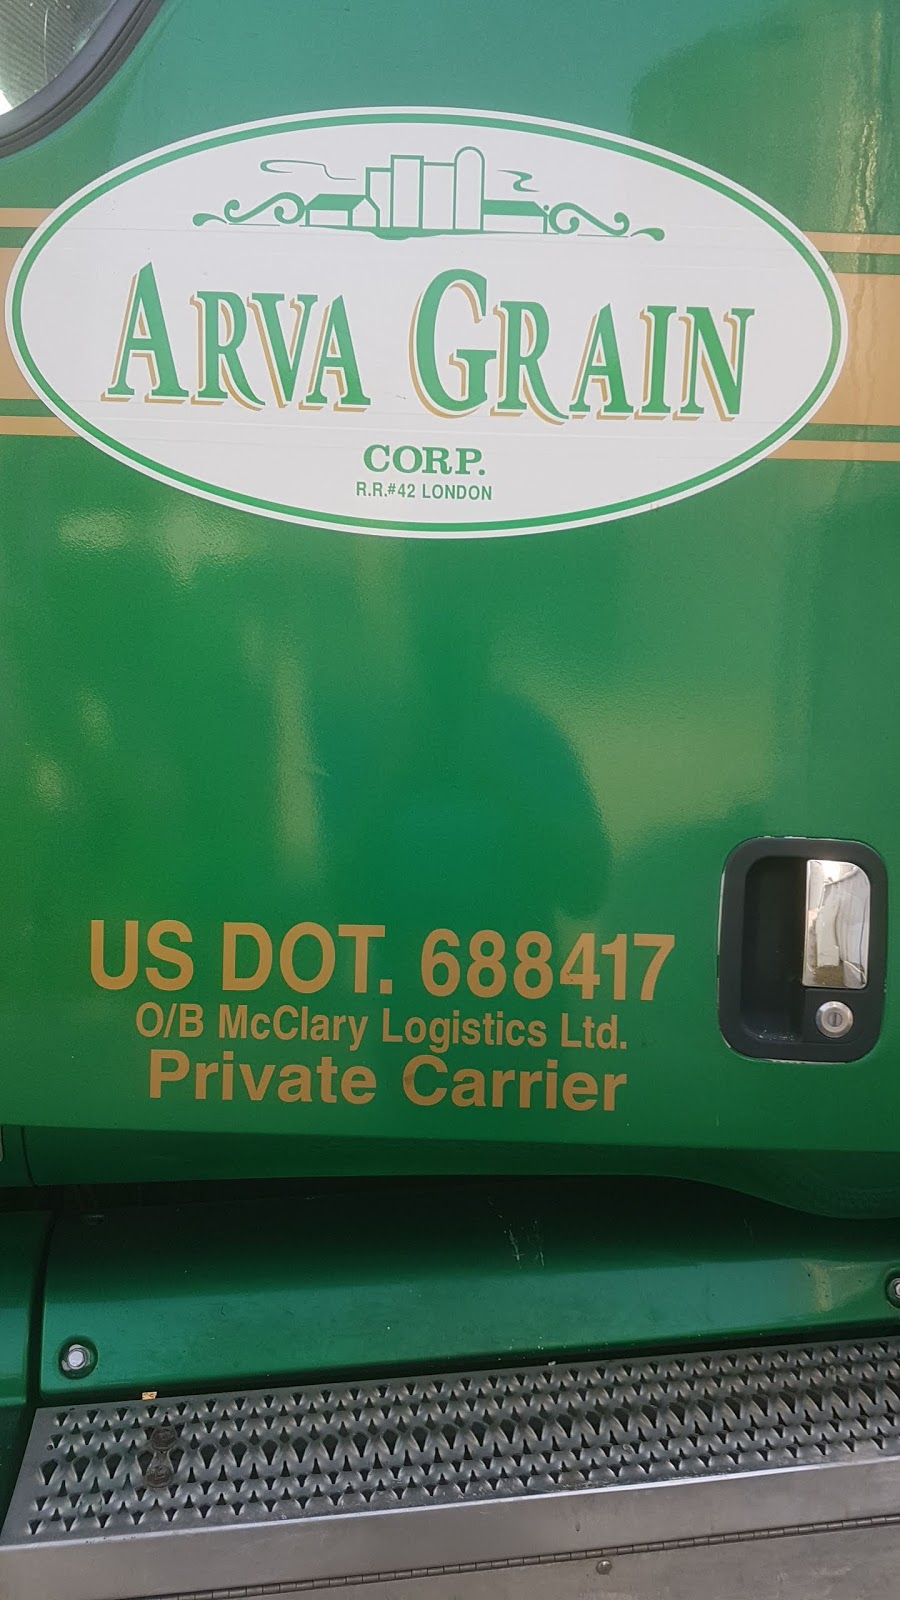 ARVA GRAIN
CORP.
R.R.#42 LONDON
US DOT. 688417
O/B McClary Logistics Ltd.
Private Carrier